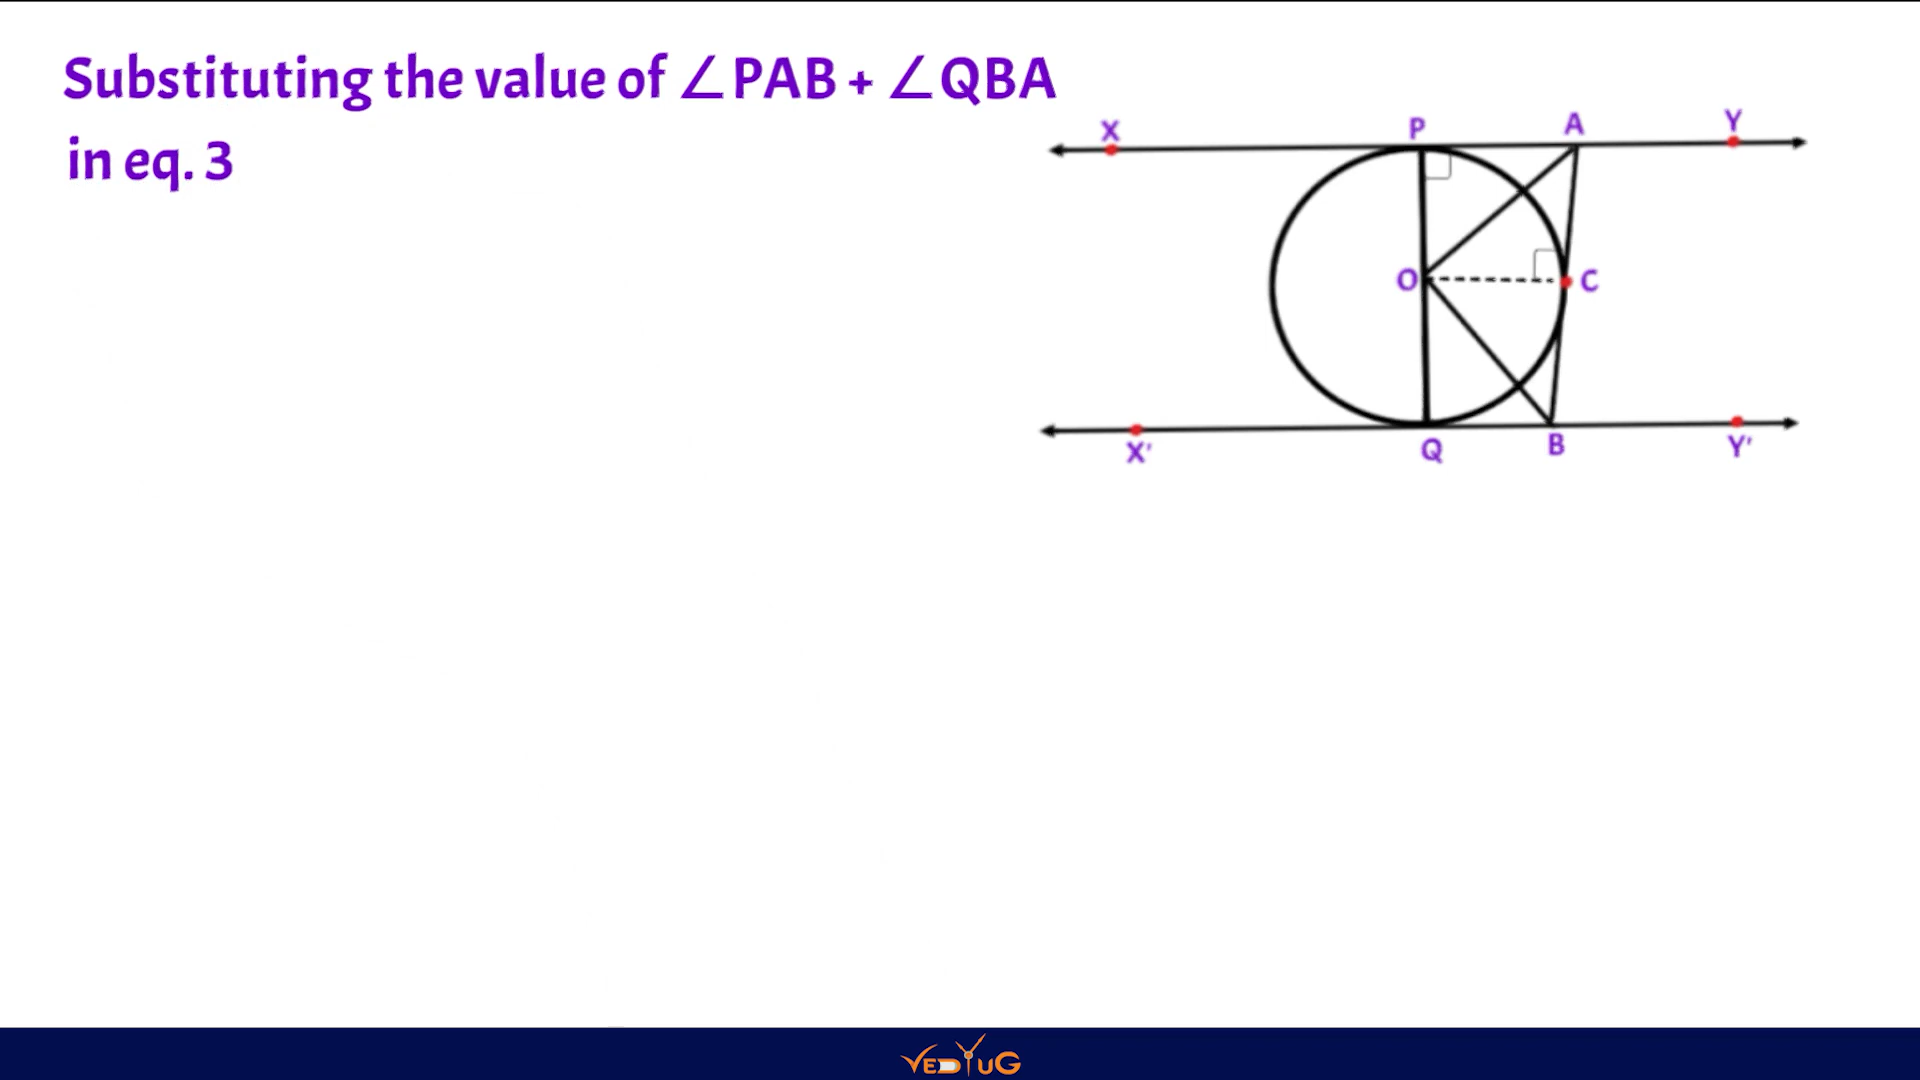 Substituting the value of ∠PAB + ∠QBA
in eq. 3
X P A Y
O C
X' Q B Y'
VEDYUG